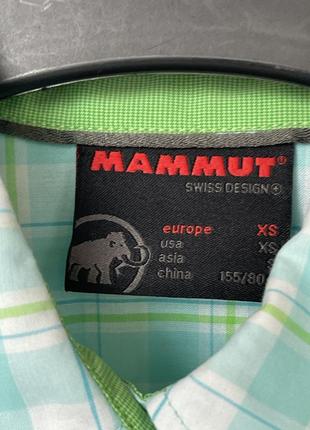 MAMMUT®
SWISS DESIGN
europe XS
usa XS
asia S
china 155/80